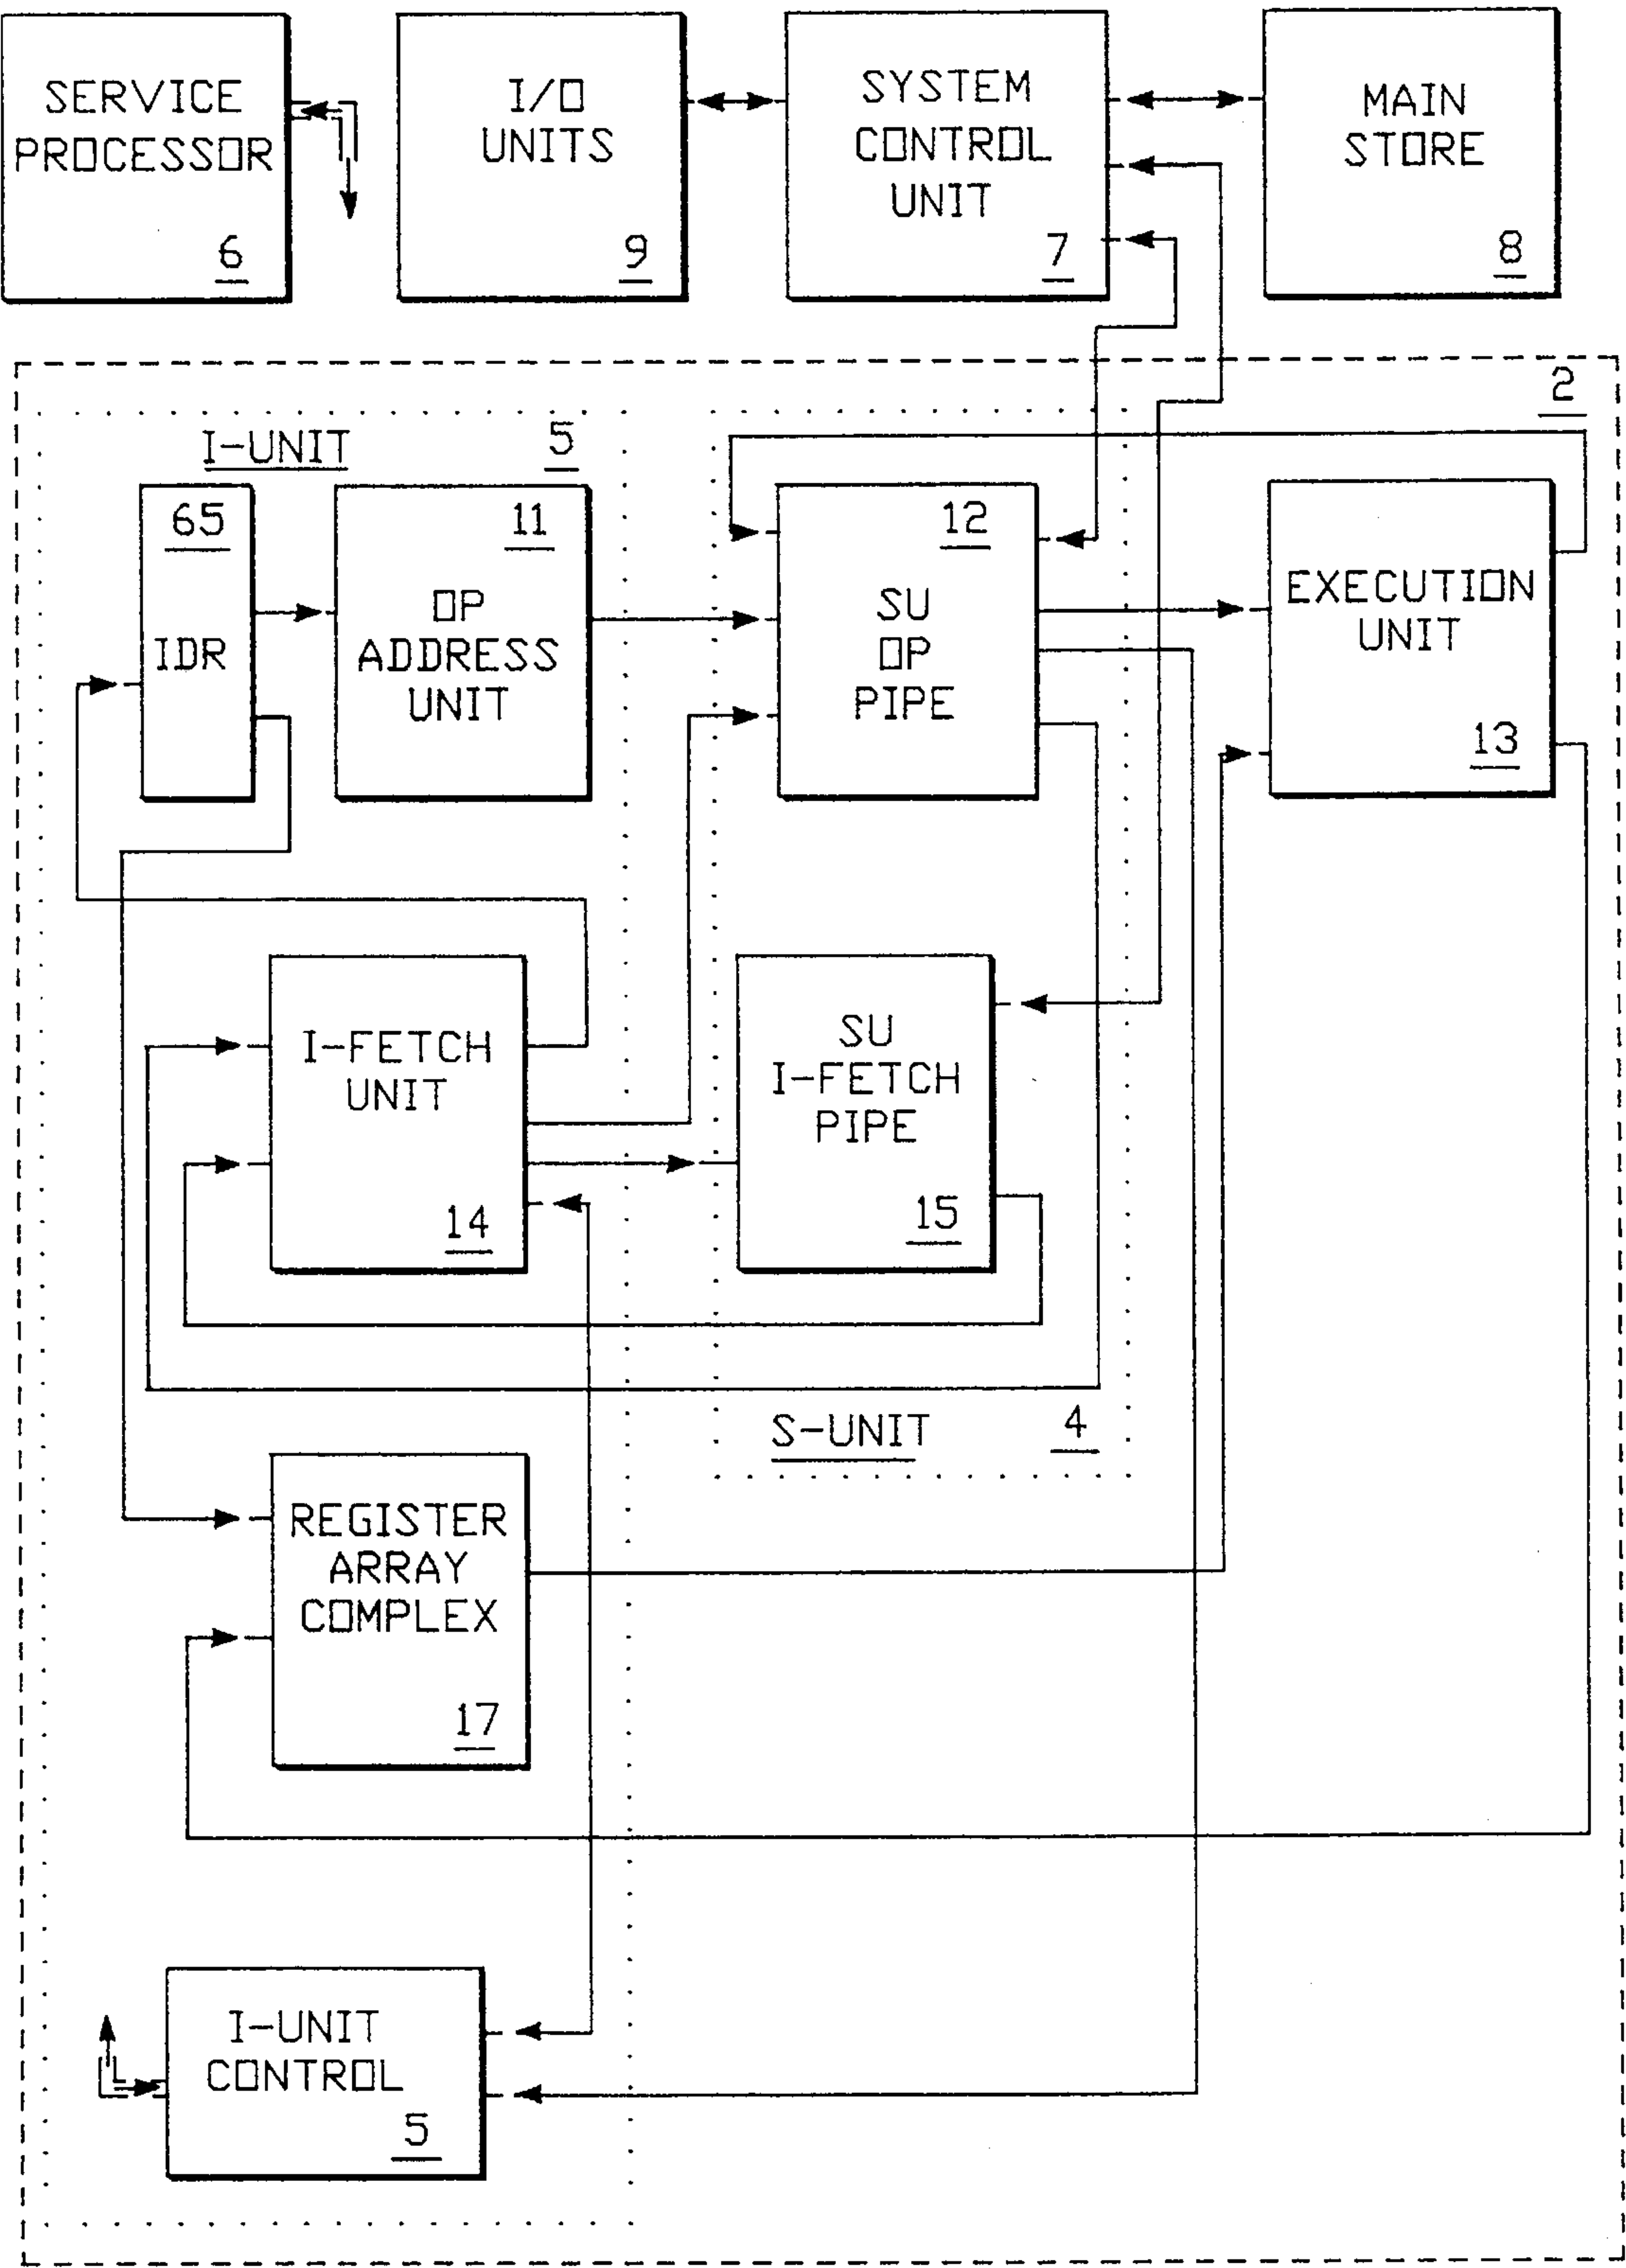 SERVICE
PROCESSOR
6
I/O
UNITS
9
SYSTEM
CONTROL
UNIT
7
MAIN
STORE
8
2
I-UNIT
5
65
IDR
11
OP
ADDRESS
UNIT
12
SU
OP
PIPE
EXECUTION
UNIT
13
I-FETCH
UNIT
14
SU
I-FETCH
PIPE
15
S-UNIT
4
REGISTER
ARRAY
COMPLEX
17
I-UNIT
CONTROL
5